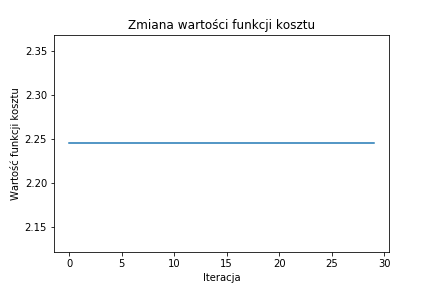 Zmiana wartości funkcji kosztu
2.35
2.30
2.25
2.20
2.15
Wartość funkcji kosztu
0 5 10 15 20 25 30
Iteracja